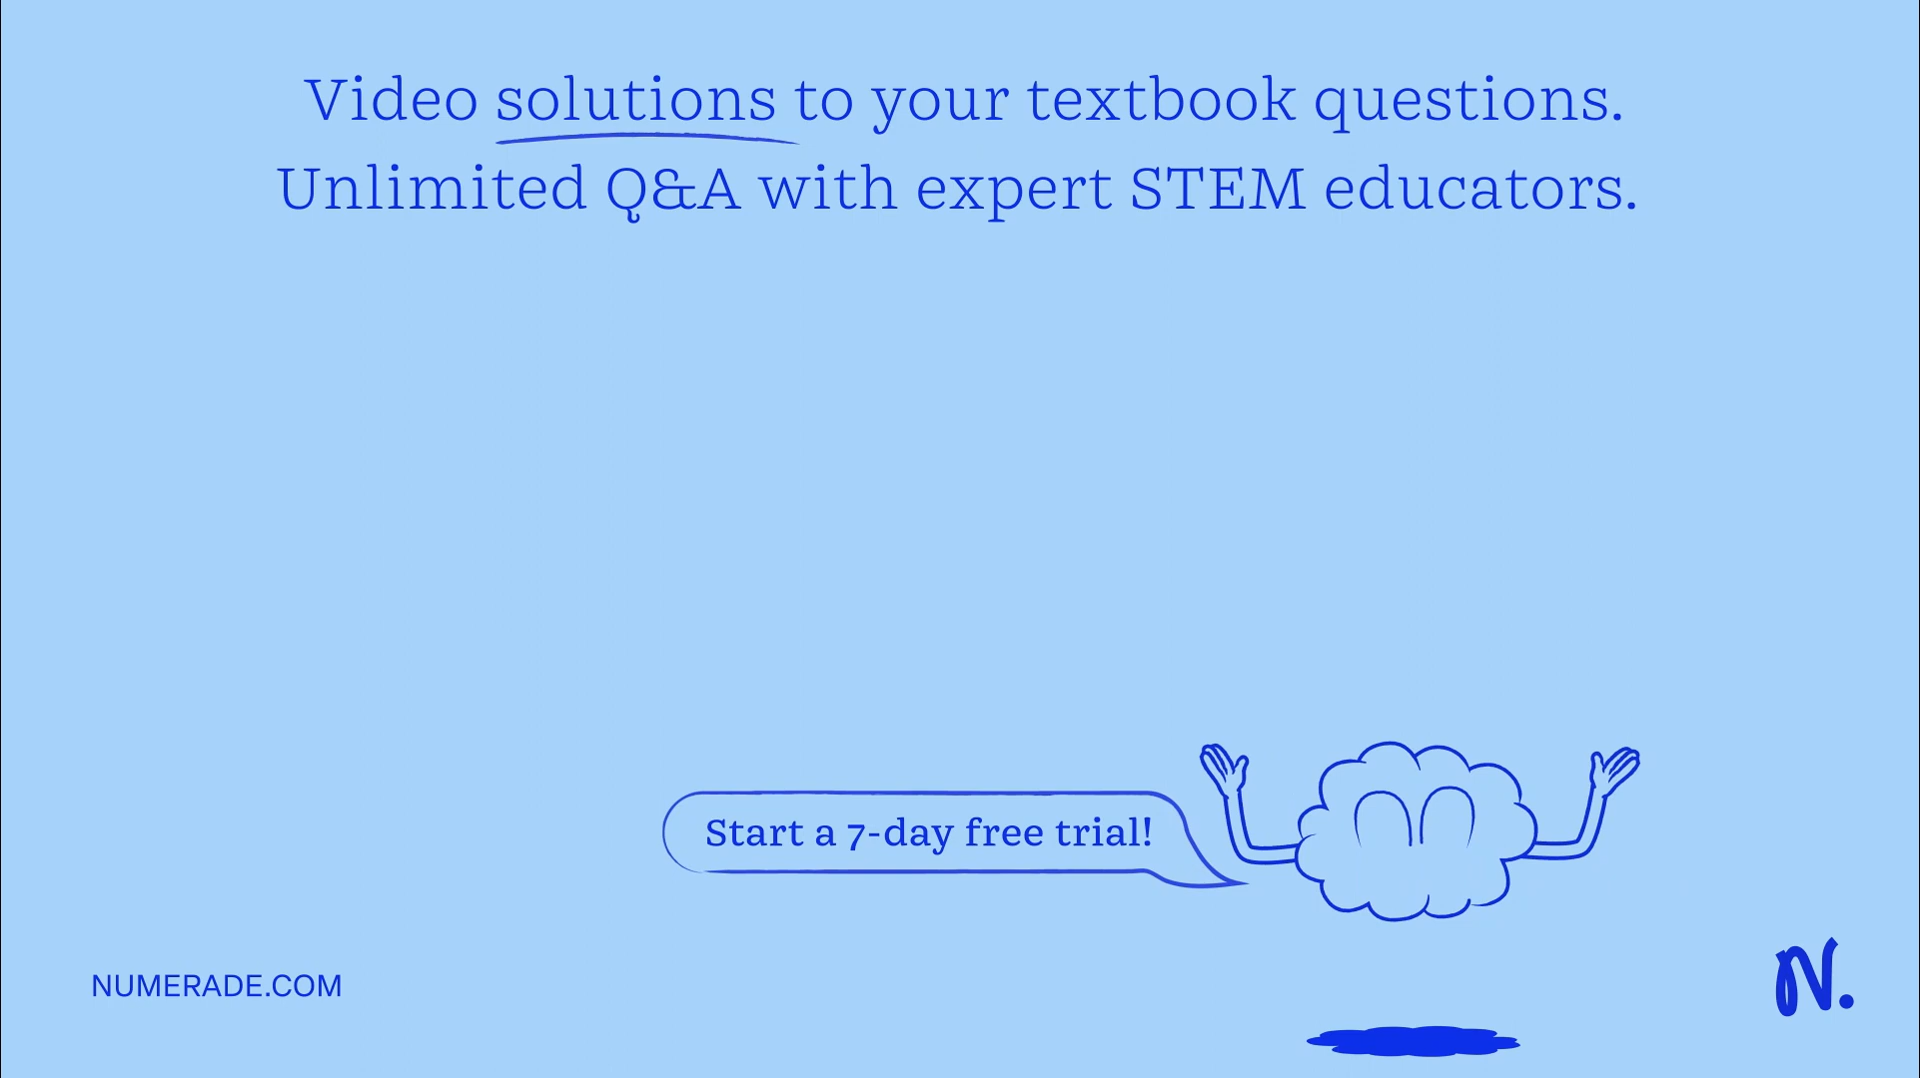 Video solutions to your textbook questions.
Unlimited Q&A with expert STEM educators.
Start a 7-day free trial!
NUMERADE.COM
N.